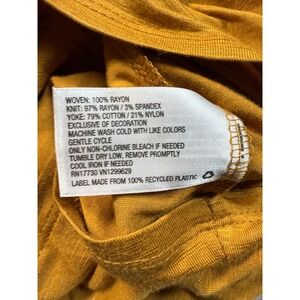 WOVEN: 100% RAYON
KNIT: 97% RAYON / 3% SPANDEX
YOKE: 79% COTTON / 21% NYLON
EXCLUSIVE OF DECORATION
MACHINE WASH COLD WITH LIKE COLORS
GENTLE CYCLE
ONLY NON-CHLORINE BLEACH IF NEEDED
TUMBLE DRY LOW, REMOVE PROMPTLY
COOL IRON IF NEEDED
RN17730 VN1299629
LABEL MADE FROM 100% RECYCLED PLASTIC